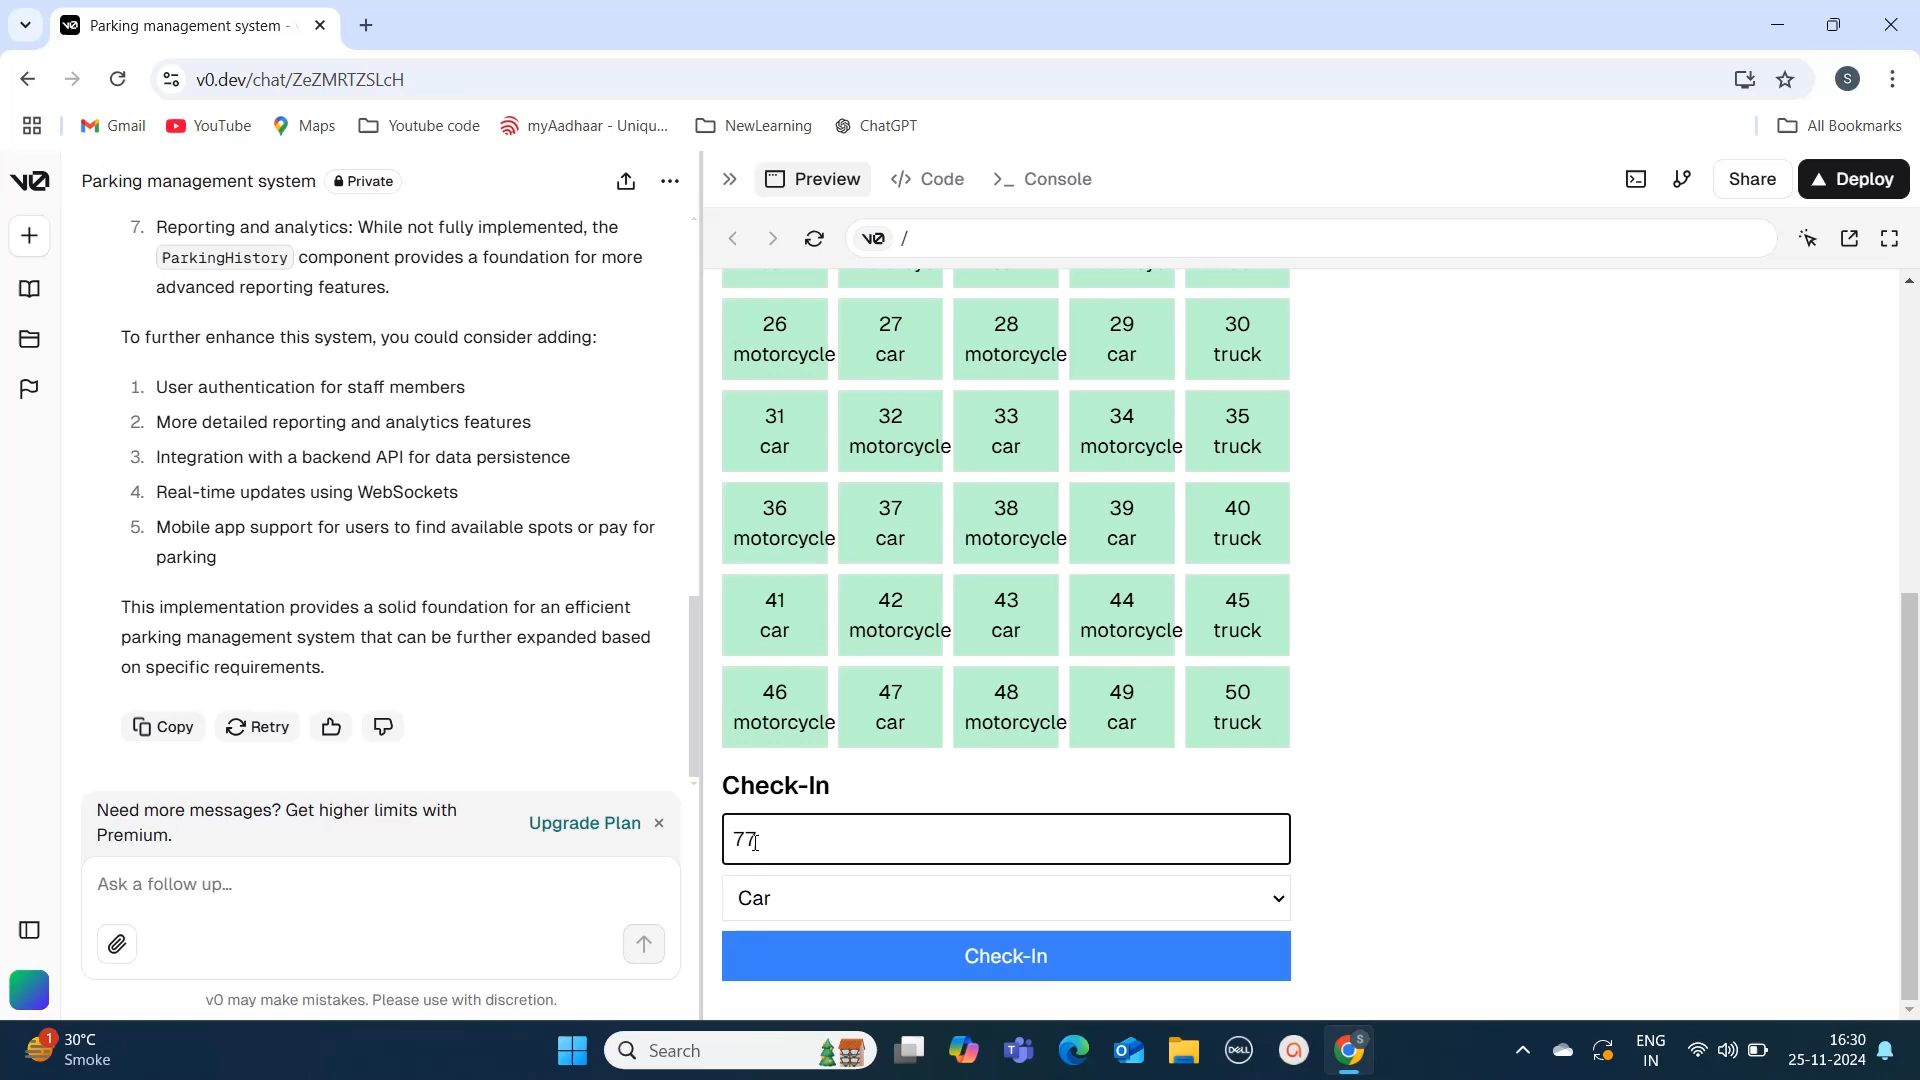 Parking management system -
v0.dev/chat/ZeZMRTZSLcH
S
Gmail
YouTube
Maps
Youtube code
myAadhaar - Uniqu...
NewLearning
ChatGPT
All Bookmarks
v0
Parking management system
Private
Preview
Code
Console
Share
Deploy
v0 /
7. Reporting and analytics: While not fully implemented, the
ParkingHistory component provides a foundation for more
advanced reporting features.
To further enhance this system, you could consider adding:
1. User authentication for staff members
2. More detailed reporting and analytics features
3. Integration with a backend API for data persistence
4. Real-time updates using WebSockets
5. Mobile app support for users to find available spots or pay for
parking
This implementation provides a solid foundation for an efficient
parking management system that can be further expanded based
on specific requirements.
Copy
Retry
Need more messages? Get higher limits with
Premium.
Upgrade Plan
Ask a follow up...
v0 may make mistakes. Please use with discretion.
26 27 28 29 30
motorcycle car motorcycle car truck
31 32 33 34 35
car motorcycle car motorcycle truck
36 37 38 39 40
motorcycle car motorcycle car truck
41 42 43 44 45
car motorcycle car motorcycle truck
46 47 48 49 50
motorcycle car motorcycle car truck
Check-In
77
Car
Check-In
1
30°C
Smoke
Search
DELL
S
ENG
IN
16:30
25-11-2024